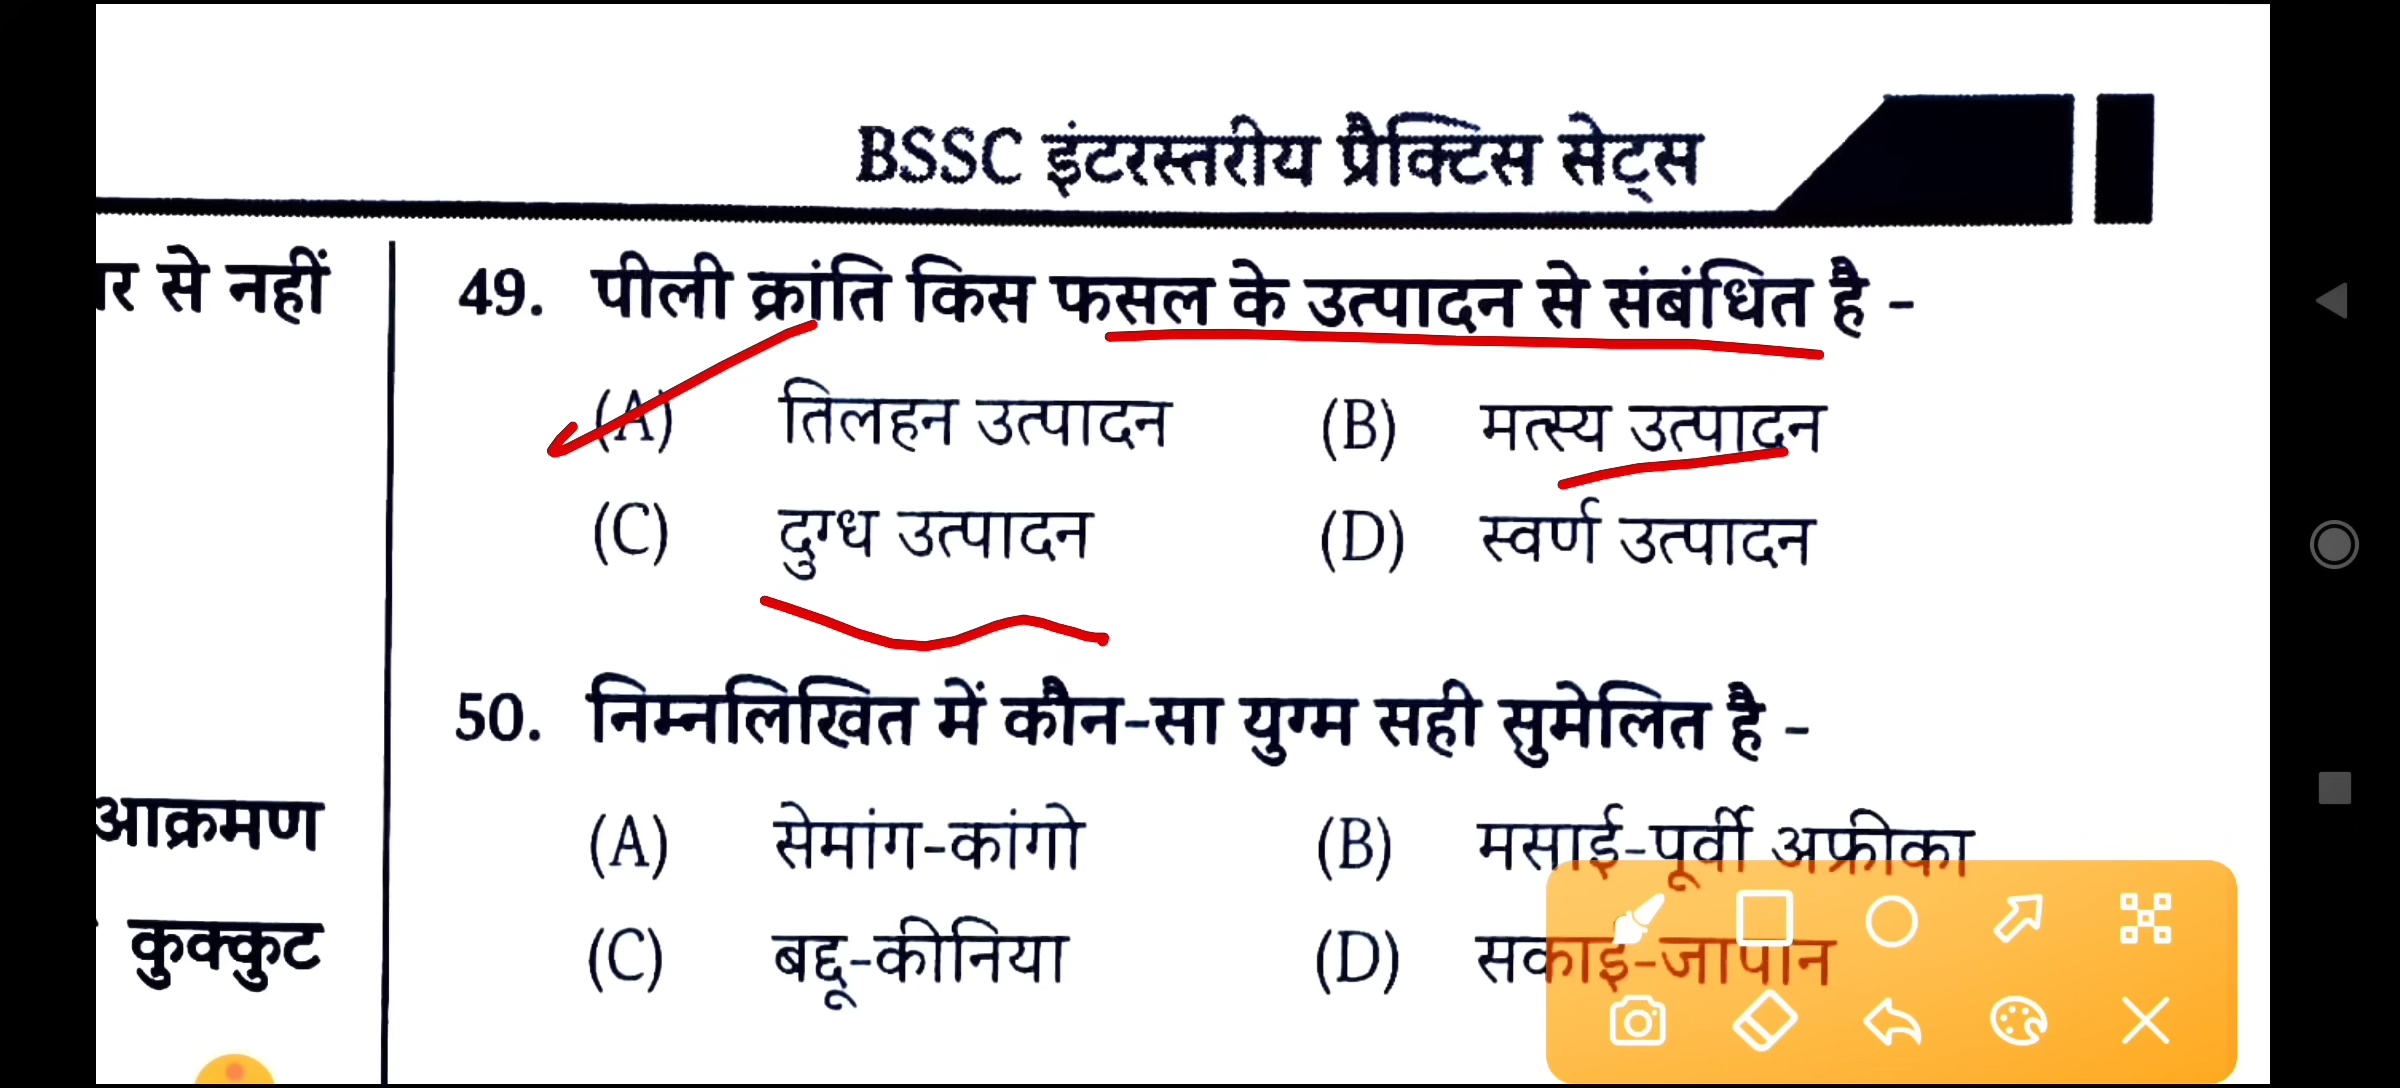 BSSC इंटरस्तरीय प्रैक्टिस सेट्स
से नहीं
आक्रमण
कुक्कुट
49. पीली क्रांति किस फसल के उत्पादन से संबंधित है -
(A) तिलहन उत्पादन (B) मत्स्य उत्पादन
(C) दुग्ध उत्पादन (D) स्वर्ण उत्पादन
50. निम्नलिखित में कौन-सा युग्म सही सुमेलित है -
(A) सेमांग-कांगो (B) मसाई-पूर्वी अफ्रीका
(C) बद्दू-कीनिया (D) सकाई-जापान